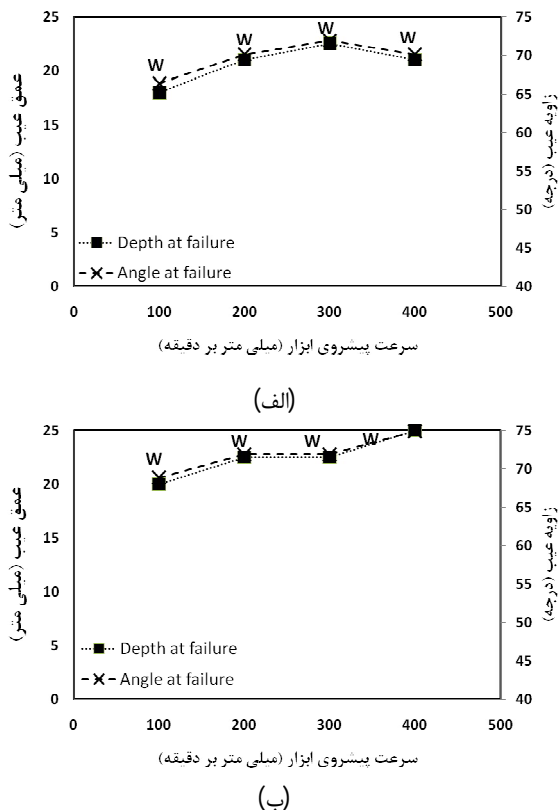 25
20
15
10
5
0
عمق عیب (میلی متر)
W
W
W
W
75
70
65
60
55
50
45
40
زاویه عیب (درجه)
Depth at failure
Angle at failure
0
100
200
300
400
500
سرعت پیشروی ابزار (میلی متر بر دقیقه)
(الف)
25
20
15
10
5
0
عمق عیب (میلی متر)
W
W
W
W
75
70
65
60
55
50
45
40
زاویه عیب (درجه)
Depth at failure
Angle at failure
0
100
200
300
400
500
سرعت پیشروی ابزار (میلی متر بر دقیقه)
(ب)